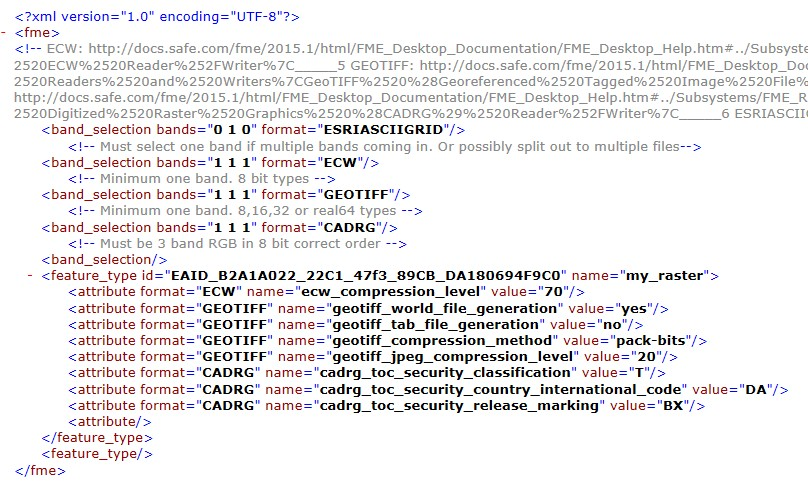 <?xml version="1.0" encoding="UTF-8"?>
- <fme>
<!-- ECW: http://docs.safe.com/fme/2015.1/html/FME_Desktop_Documentation/FME_Desktop_Help.htm#../Subsyste
2520ECW%2520Reader%252FWriter%7C_____5 GEOTIFF: http://docs.safe.com/fme/2015.1/html/FME_Desktop_Docu
2520Readers%2520and%2520Writers%7CGeoTIFF%2520%28Georeferenced%2520Tagged%2520Image%2520File%
http://docs.safe.com/fme/2015.1/html/FME_Desktop_Documentation/FME_Desktop_Help.htm#../Subsystems/FME_R
2520Digitized%2520Raster%2520Graphics%2520%28CADRG%29%2520Reader%252FWriter%7C_____6 ESRIASCII
<band_selection bands="0 1 0" format="ESRIASCIIGRID"/>
<!-- Must select one band if multiple bands coming in. Or possibly split out to multiple files-->
<band_selection bands="1 1 1" format="ECW"/>
<!-- Minimum one band. 8 bit types -->
<band_selection bands="1 1 1" format="GEOTIFF"/>
<!-- Minimum one band. 8,16,32 or real64 types -->
<band_selection bands="1 1 1" format="CADRG"/>
<!-- Must be 3 band RGB in 8 bit correct order -->
<band_selection/>
- <feature_type id="EAID_B2A1A022_22C1_47f3_89CB_DA180694F9C0" name="my_raster">
<attribute format="ECW" name="ecw_compression_level" value="70"/>
<attribute format="GEOTIFF" name="geotiff_world_file_generation" value="yes"/>
<attribute format="GEOTIFF" name="geotiff_tab_file_generation" value="no"/>
<attribute format="GEOTIFF" name="geotiff_compression_method" value="pack-bits"/>
<attribute format="GEOTIFF" name="geotiff_jpeg_compression_level" value="20"/>
<attribute format="CADRG" name="cadrg_toc_security_classification" value="T"/>
<attribute format="CADRG" name="cadrg_toc_security_country_international_code" value="DA"/>
<attribute format="CADRG" name="cadrg_toc_security_release_marking" value="BX"/>
<attribute/>
</feature_type>
<feature_type/>
</fme>